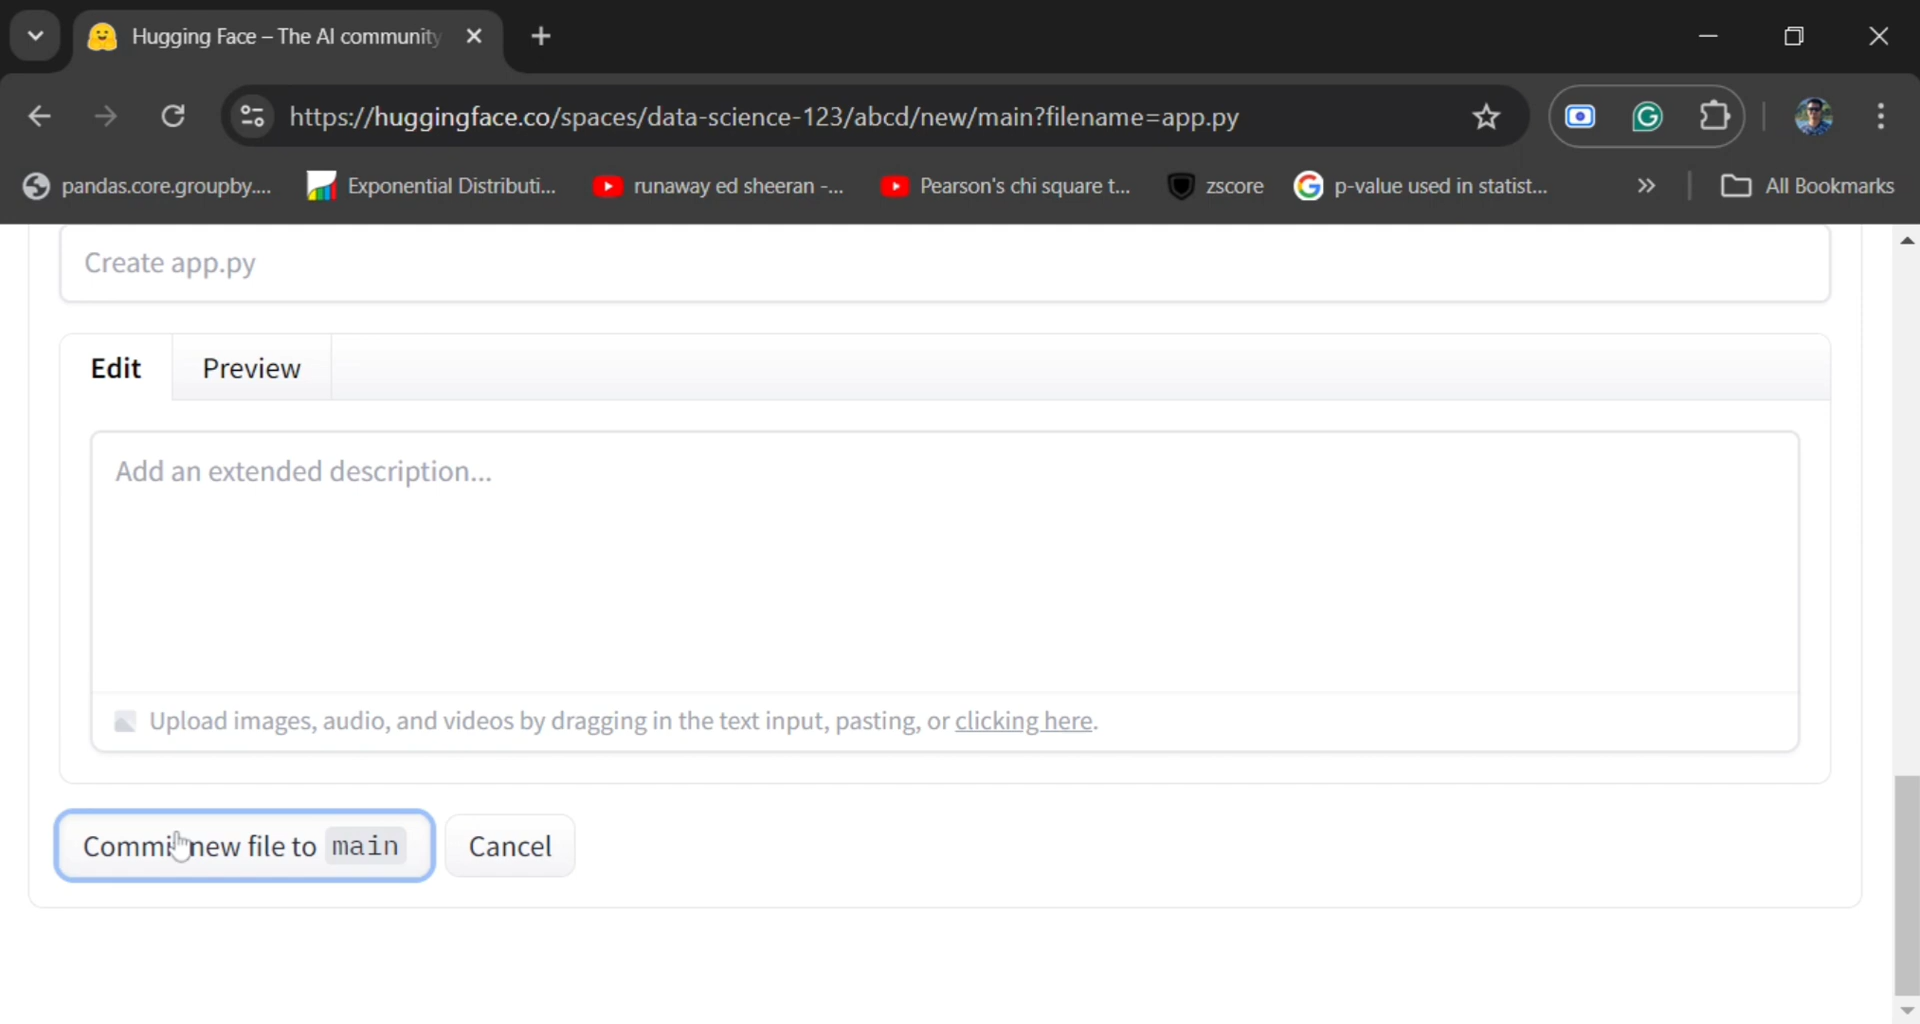 Hugging Face – The AI community
https://huggingface.co/spaces/data-science-123/abcd/new/main?filename=app.py
pandas.core.groupby.... Exponential Distributi... runaway ed sheeran -... Pearson's chi square t... zscore p-value used in statist... » All Bookmarks
Create app.py
Edit Preview
Add an extended description...
Upload images, audio, and videos by dragging in the text input, pasting, or clicking here.
Commit new file to main Cancel